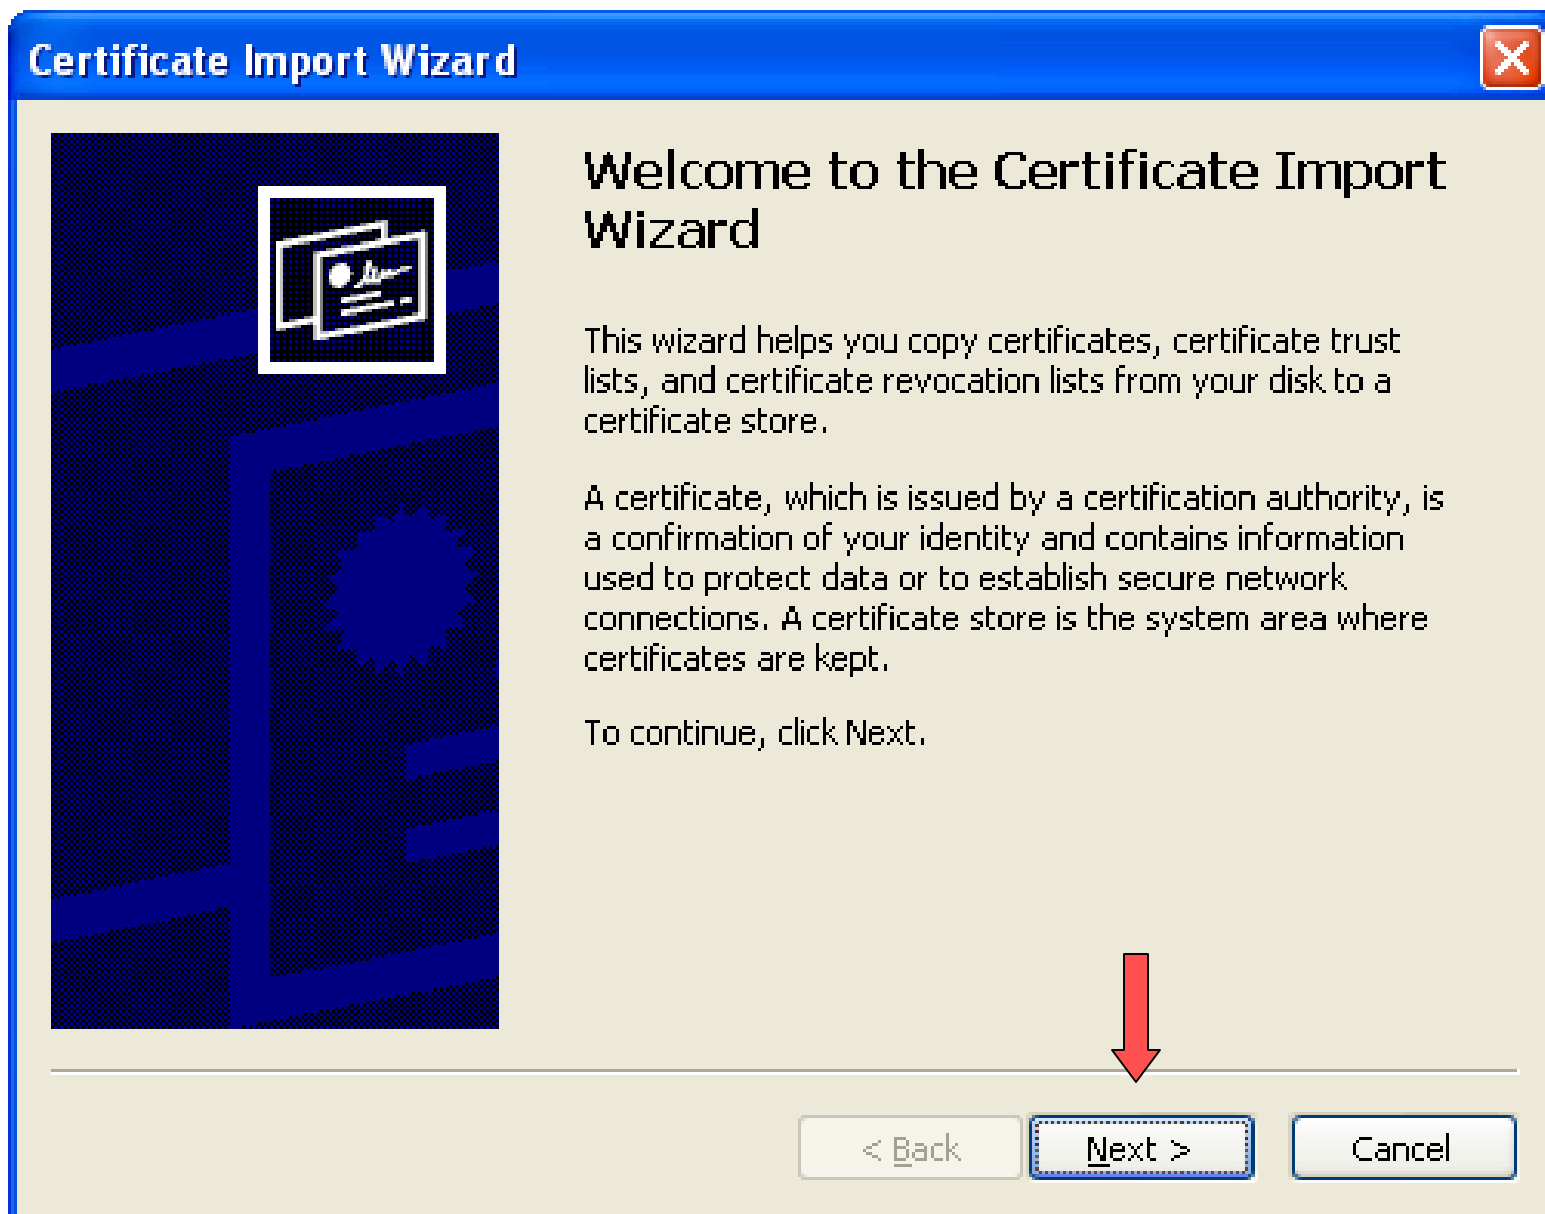 Certificate Import Wizard
Welcome to the Certificate Import
Wizard
This wizard helps you copy certificates, certificate trust
lists, and certificate revocation lists from your disk to a
certificate store.
A certificate, which is issued by a certification authority, is
a confirmation of your identity and contains information
used to protect data or to establish secure network
connections. A certificate store is the system area where
certificates are kept.
To continue, click Next.
< Back
Next >
Cancel